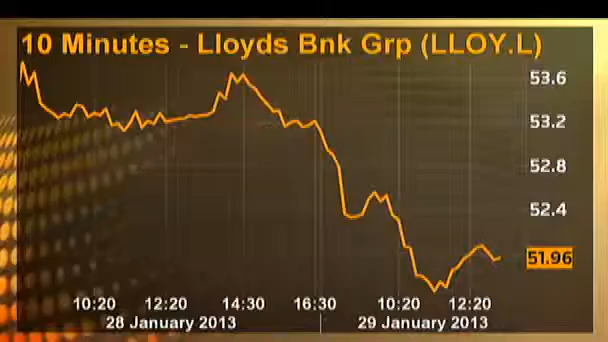 10 Minutes - Lloyds Bnk Grp (LLOY.L)
53.6
53.2
52.8
52.4
51.96
10:20 12:20 14:30 16:30 10:20 12:20
28 January 2013 29 January 2013